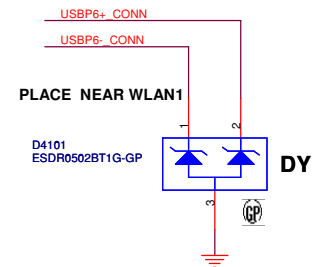 USBP6+_CONN
USBP6-_CONN
PLACE NEAR WLAN1
1
2
D4101
ESDR0502BT1G-GP
DY
3
GP